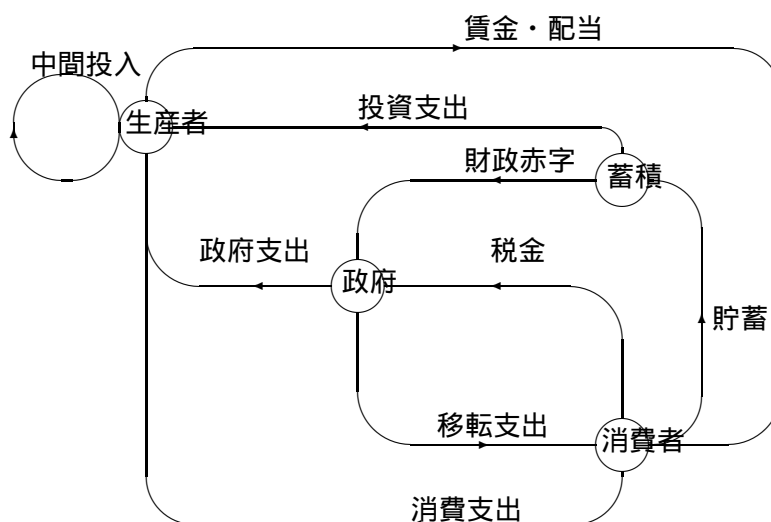 賃金・配当
中間投入
生産者
投資支出
財政赤字
蓄積
政府支出
税金
政府
貯蓄
移転支出
消費者
消費支出